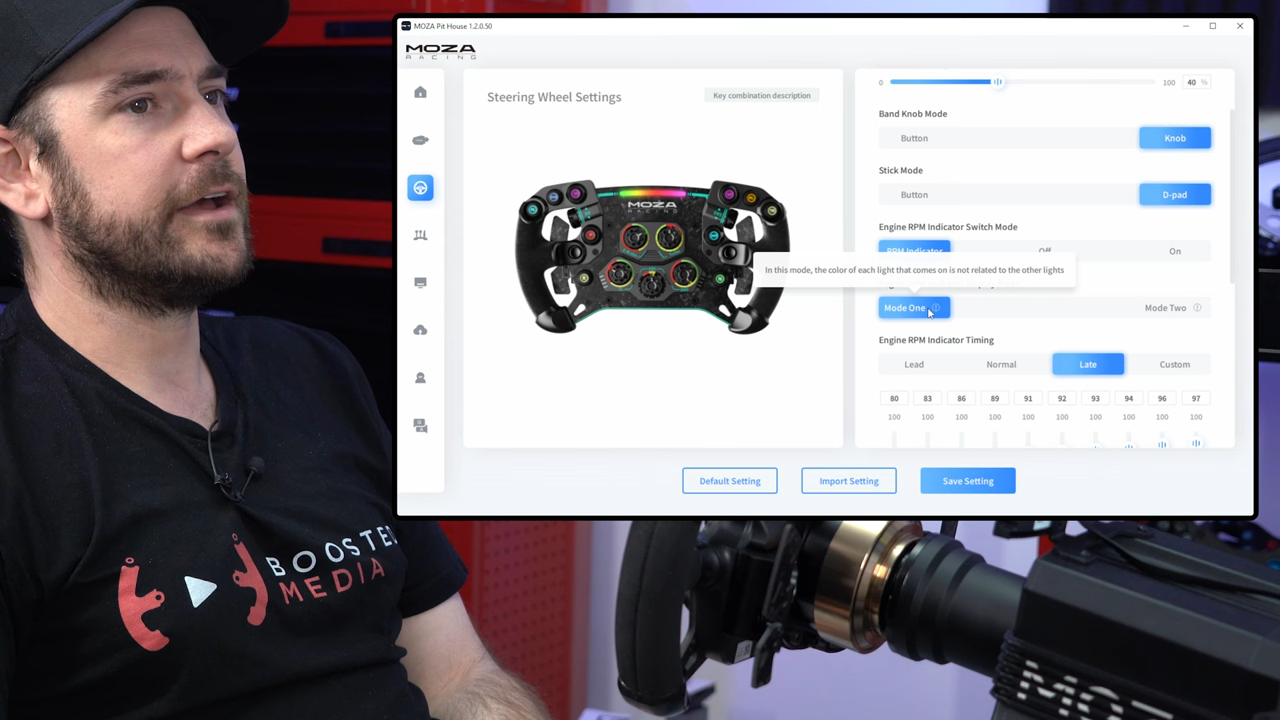 MOZA Pit House 1.2.0.50
MOZA
RACING
Steering Wheel Settings
Key combination description
0
100
40 %
Band Knob Mode
Button
Knob
Stick Mode
Button
D-pad
Engine RPM Indicator Switch Mode
RPM Indicator
Off
On
In this mode, the color of each light that comes on is not related to the other lights
Mode One
Mode Two
Engine RPM Indicator Timing
Lead
Normal
Late
Custom
80 83 86 89 91 92 93 94 96 97
100 100 100 100 100 100 100 100 100 100
MOZA
RACING
Default Setting
Import Setting
Save Setting
BOOSTED
MEDIA